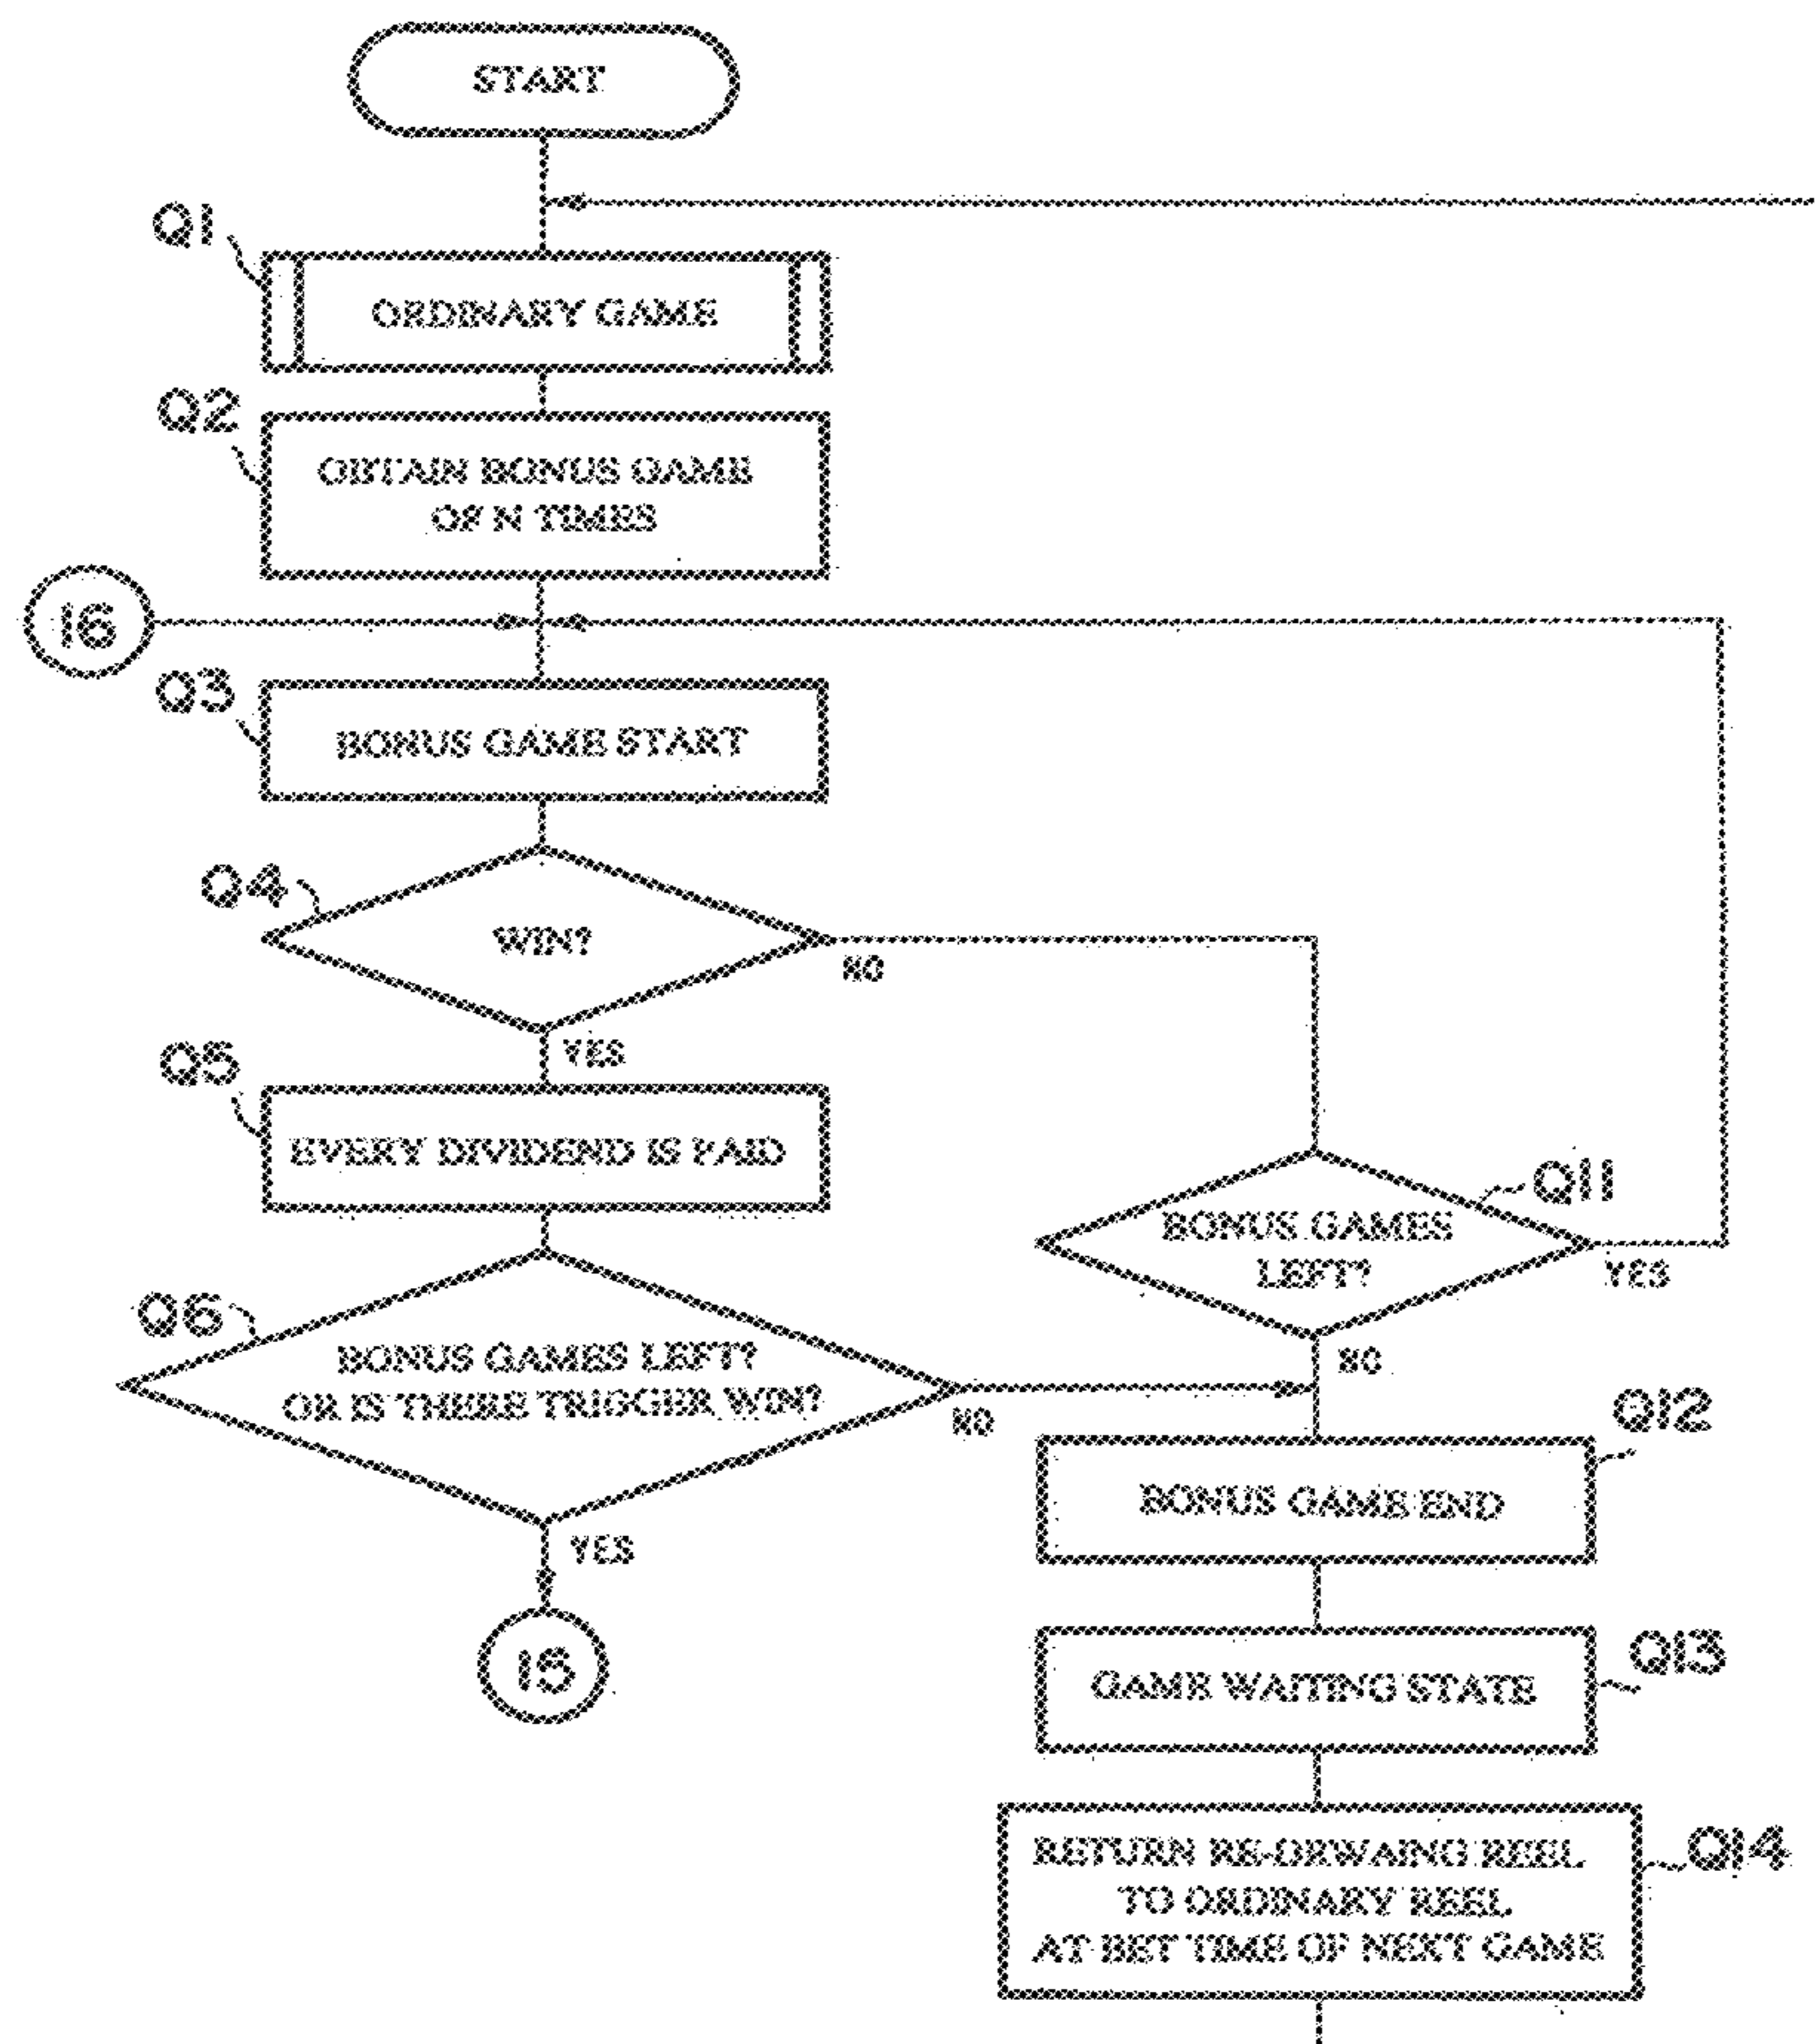 START
Q1
ORDINARY GAME
Q2
OBTAIN BONUS GAME
OF N TIMES
16
Q3
BONUS GAME START
Q4
WIN?
NO
YES
Q5
EVERY DIVIDEND IS PAID
Q11
BONUS GAMES
LEFT?
YES
NO
Q6
BONUS GAMES LEFT?
OR IS THERE TRIGGER WIN?
NO
YES
15
Q12
BONUS GAME END
Q13
GAME WAITING STATE
Q14
RETURN RE-DRWAING REEL
TO ORDINARY REEL
AT BET TIME OF NEXT GAME